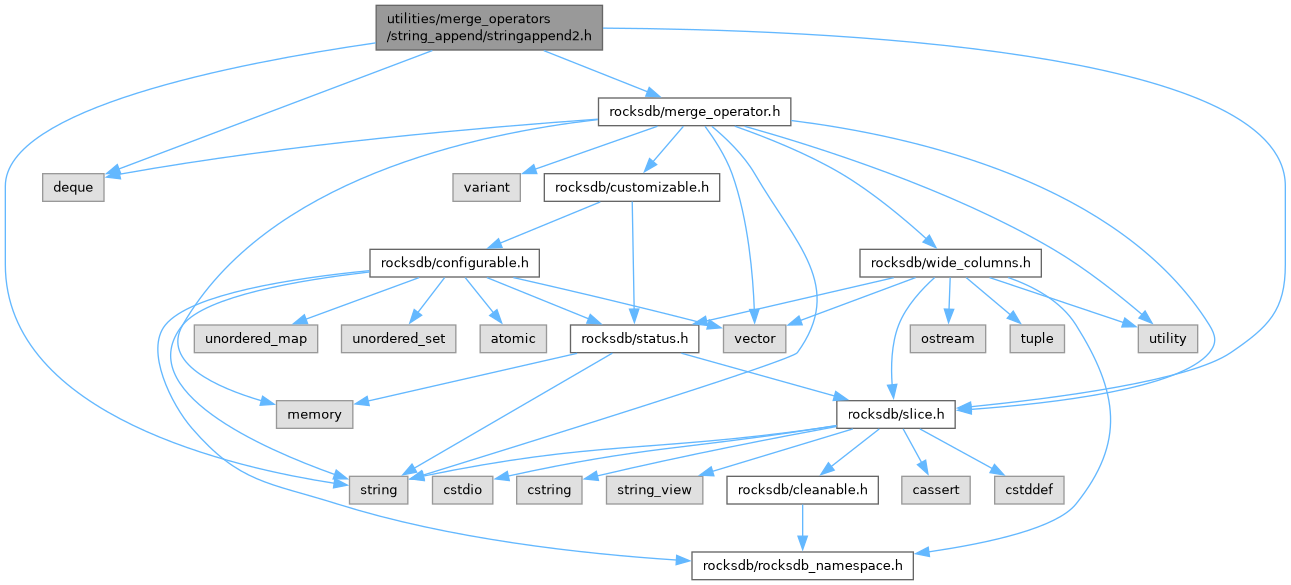 utilities/merge_operators
/string_append/stringappend2.h
rocksdb/merge_operator.h
deque
variant
rocksdb/customizable.h
rocksdb/configurable.h
rocksdb/wide_columns.h
unordered_map
unordered_set
atomic
rocksdb/status.h
vector
ostream
tuple
utility
memory
rocksdb/slice.h
string
cstdio
cstring
string_view
rocksdb/cleanable.h
cassert
cstddef
rocksdb/rocksdb_namespace.h